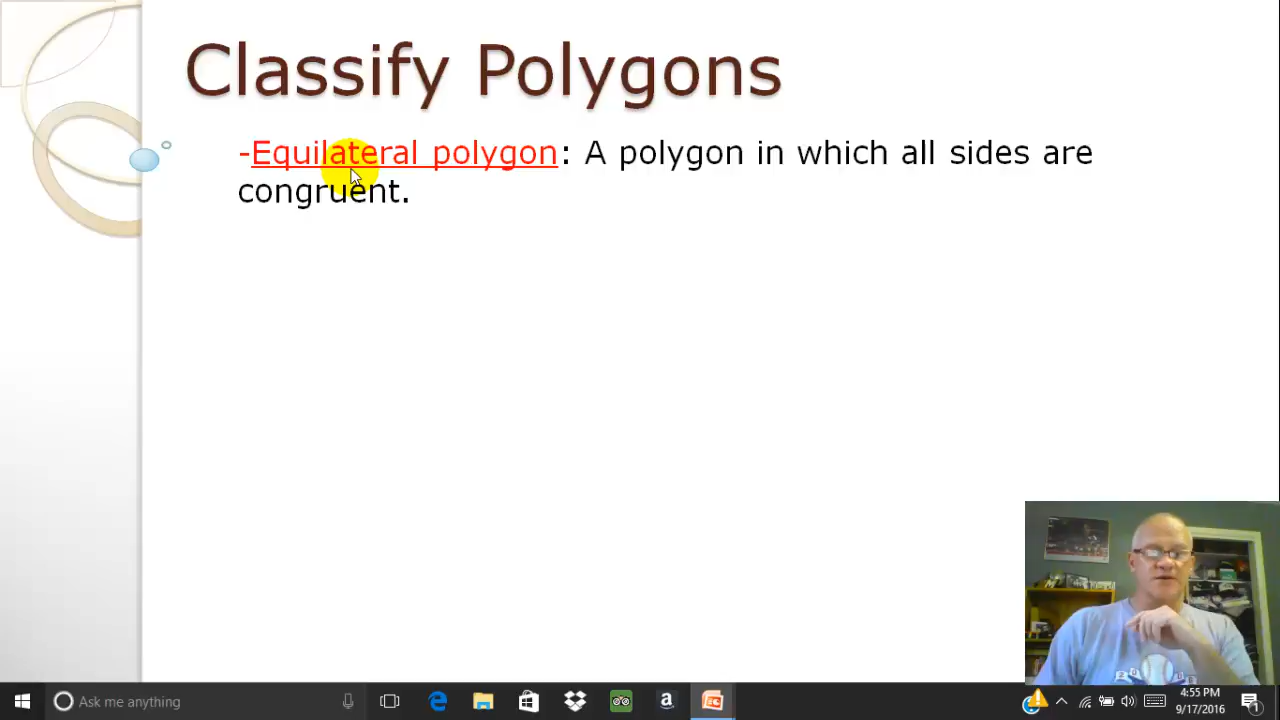 Classify Polygons
-Equilateral polygon: A polygon in which all sides are
congruent.
Ask me anything
4:55 PM
9/17/2016
1